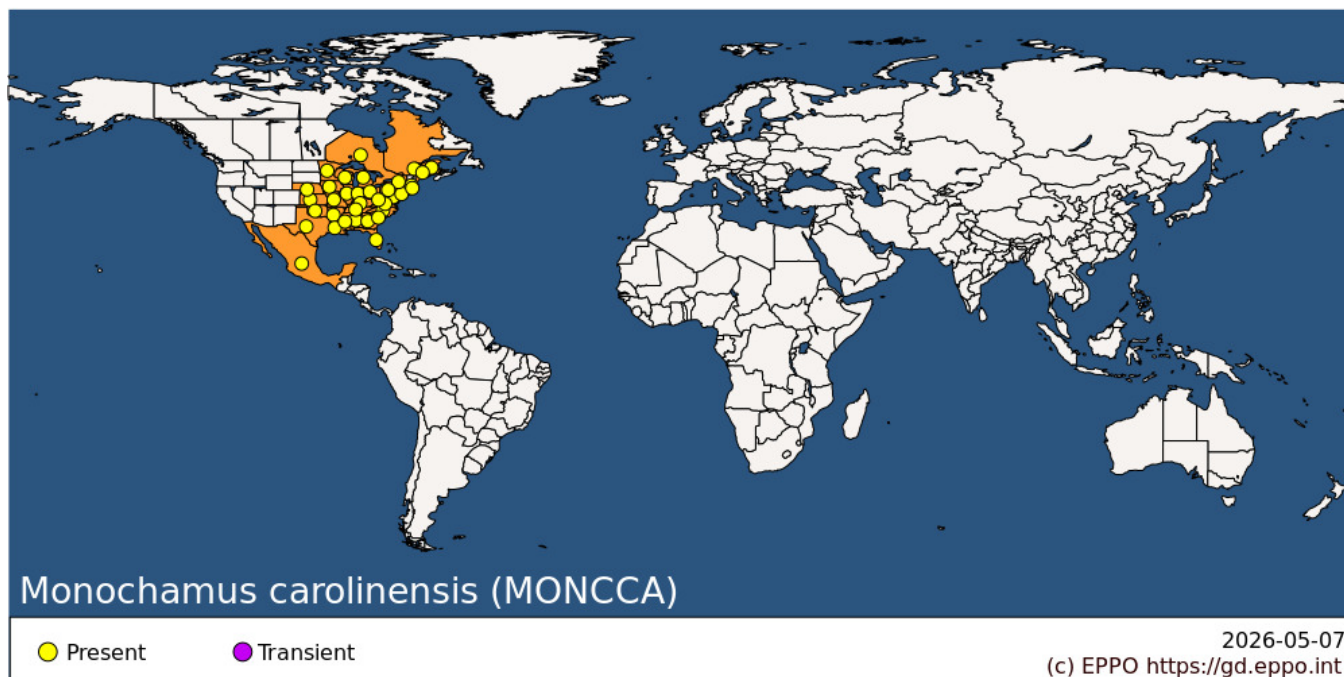 Monochamus carolinensis (MONCCA)
Present
Transient
2026-05-07
(c) EPPO https://gd.eppo.int